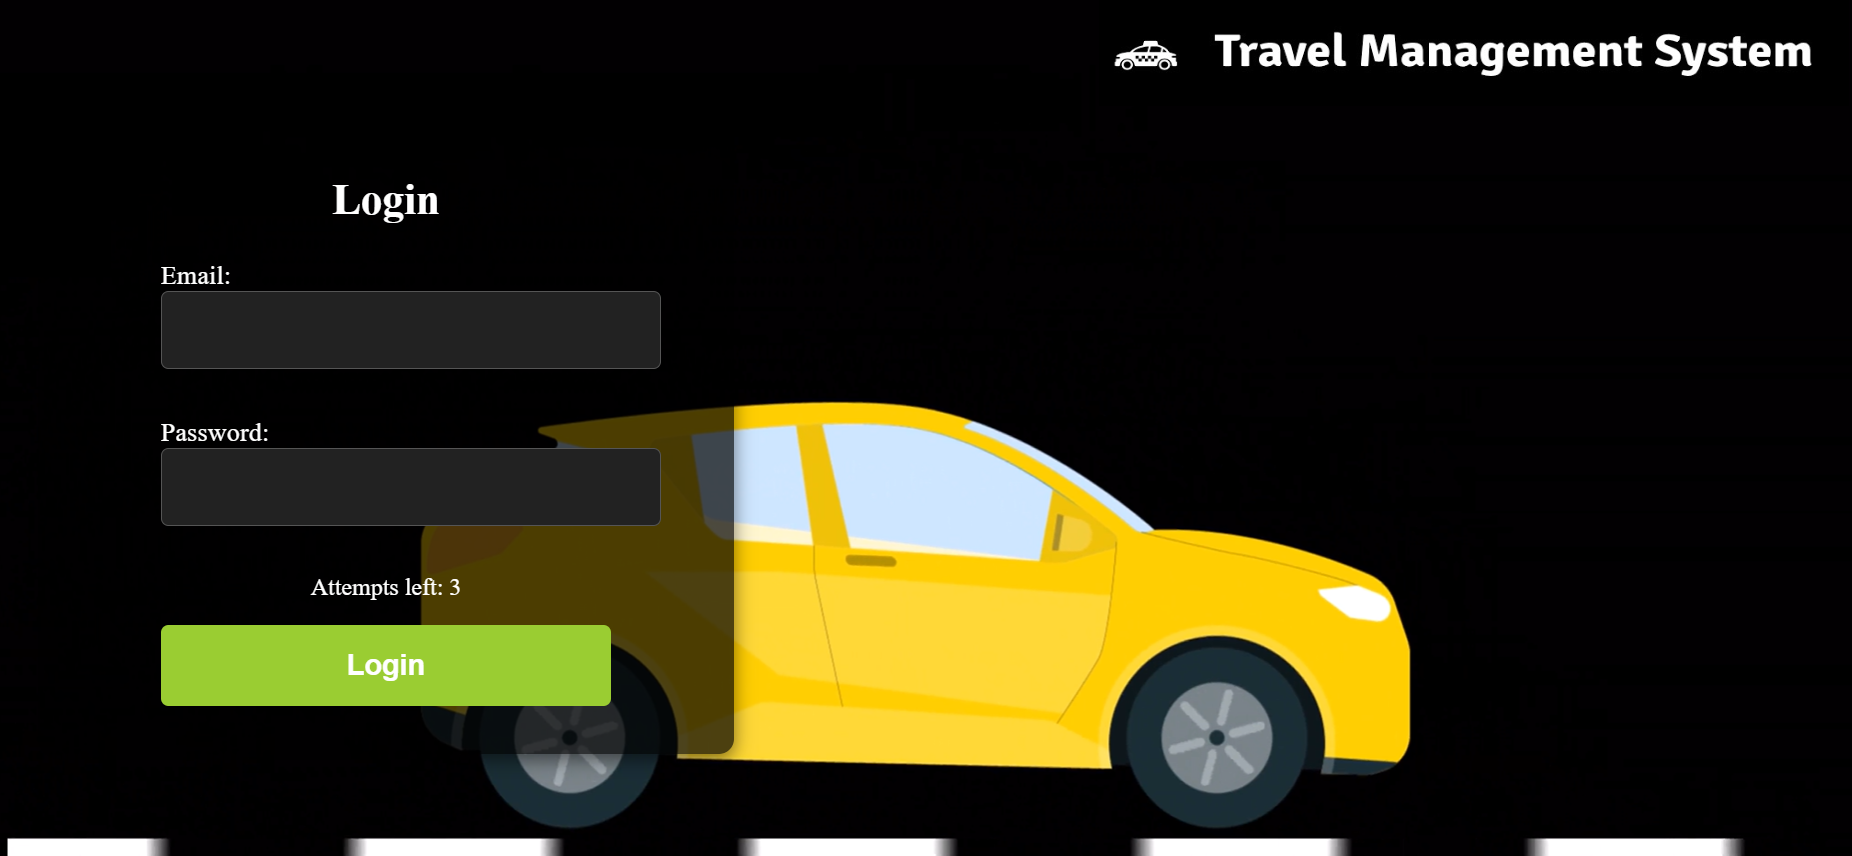 Travel Management System
Login
Email:
Password:
Attempts left: 3
Login